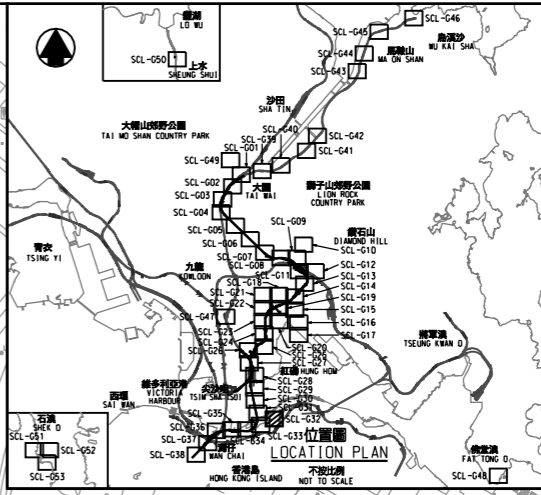 羅湖
LO WU
SCL-G50
上水
SHEUNG SHUI
SCL-G46
SCL-G45
烏溪沙
WU KAI SHA
SCL-G44
馬鞍山
MA ON SHAN
SCL-G43
沙田
SHA TIN
大帽山郊野公園
TAI MO SHAN COUNTRY PARK
SCL-G40
SCL-G39
SCL-G42
SCL-G01
SCL-G41
SCL-G49
SCL-G02
大圍
TAI WAI
獅子山郊野公園
LION ROCK
COUNTRY PARK
SCL-G03
SCL-G04
SCL-G05
SCL-G06
SCL-G09
鑽石山
DIAMOND HILL
SCL-G10
青衣
TSING YI
SCL-G07
SCL-G08
SCL-G11
SCL-G12
SCL-G13
九龍
KOWLOON
SCL-G18
SCL-G14
SCL-G21
SCL-G19
SCL-G22
SCL-G15
SCL-G47
SCL-G16
SCL-G23
SCL-G17
SCL-G24
SCL-G20
將軍澳
TSEUNG KWAN O
SCL-G26
SCL-G25
SCL-G27
紅磡
HUNG HOM
維多利亞港
VICTORIA
HARBOUR
尖沙咀
TSIM SHA TSUI
SCL-G28
西環
SAI WAN
SCL-G29
SCL-G30
SCL-G31
SCL-G32
SCL-G35
SCL-G36
SCL-G33
SCL-G34
SCL-G37
灣仔
WAN CHAI
SCL-G38
石澳
SHEK O
SCL-G51
SCL-G52
SCL-G53
香港島
HONG KONG ISLAND
位置圖
LOCATION PLAN
不按比例
NOT TO SCALE
佛堂澳
FAT TONG O
SCL-G48